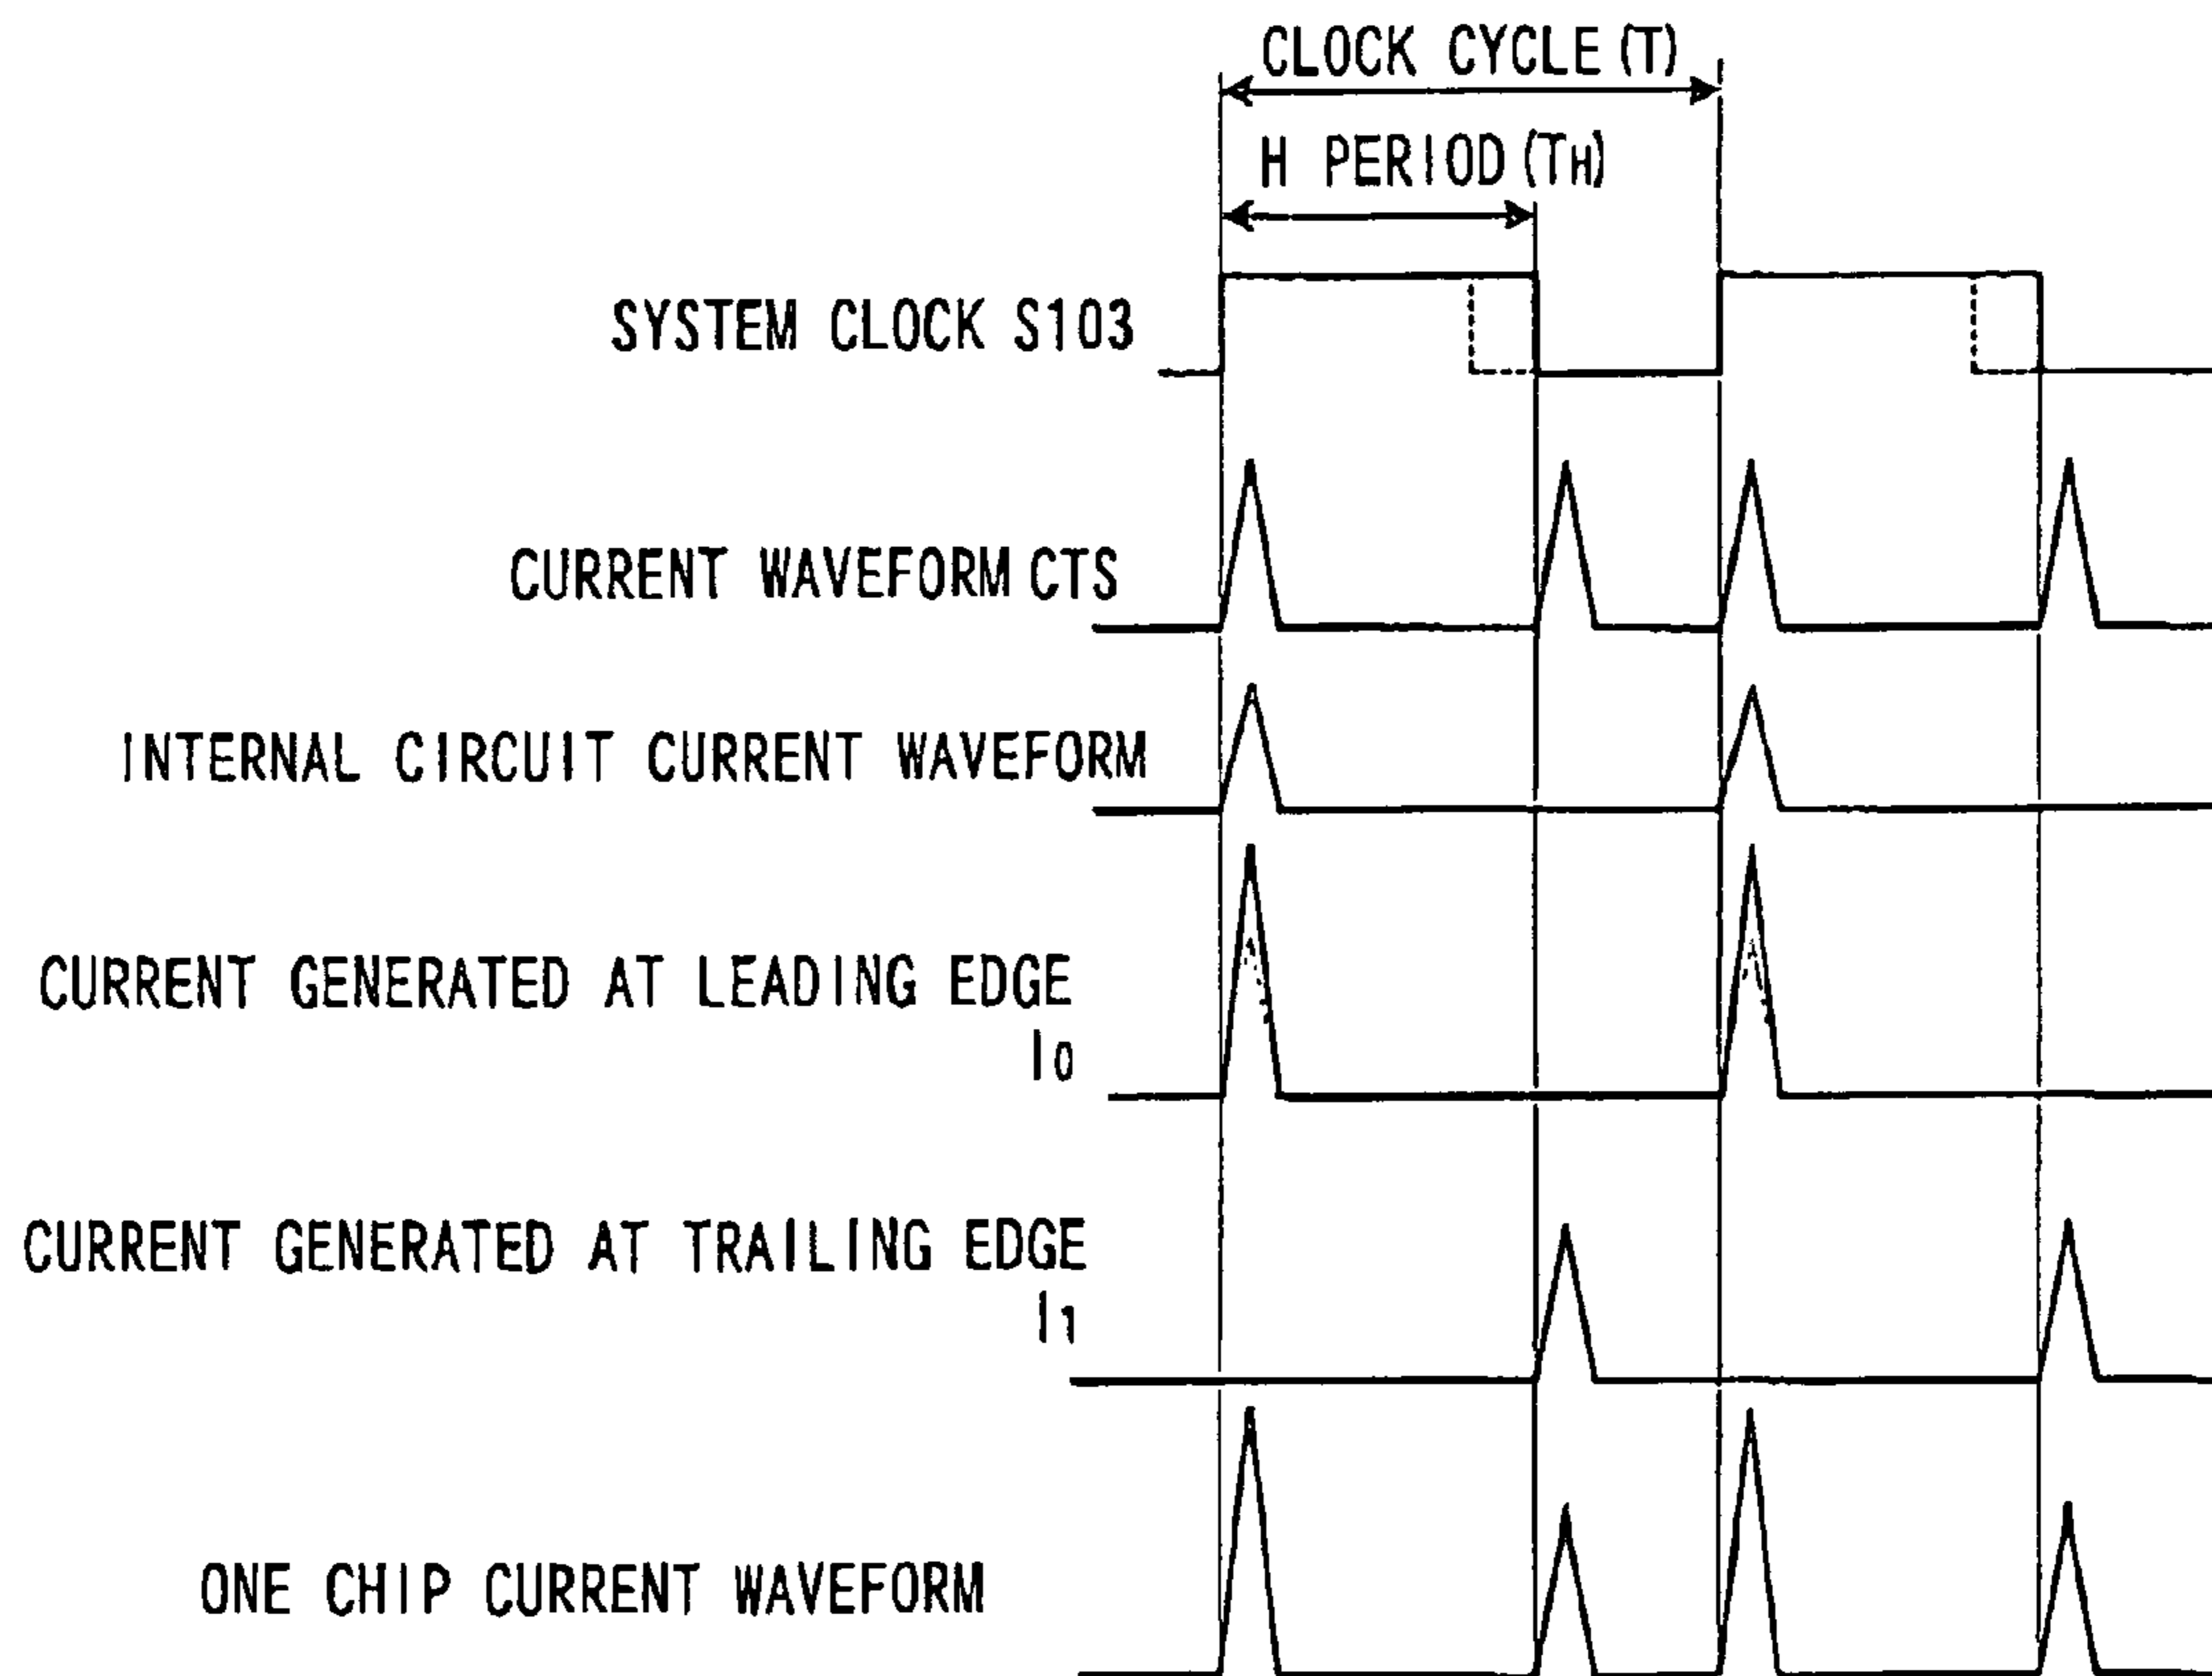 CLOCK CYCLE (T)
H PERIOD (TH)
SYSTEM CLOCK S103
CURRENT WAVEFORM CTS
INTERNAL CIRCUIT CURRENT WAVEFORM
CURRENT GENERATED AT LEADING EDGE
I0
CURRENT GENERATED AT TRAILING EDGE
I1
ONE CHIP CURRENT WAVEFORM